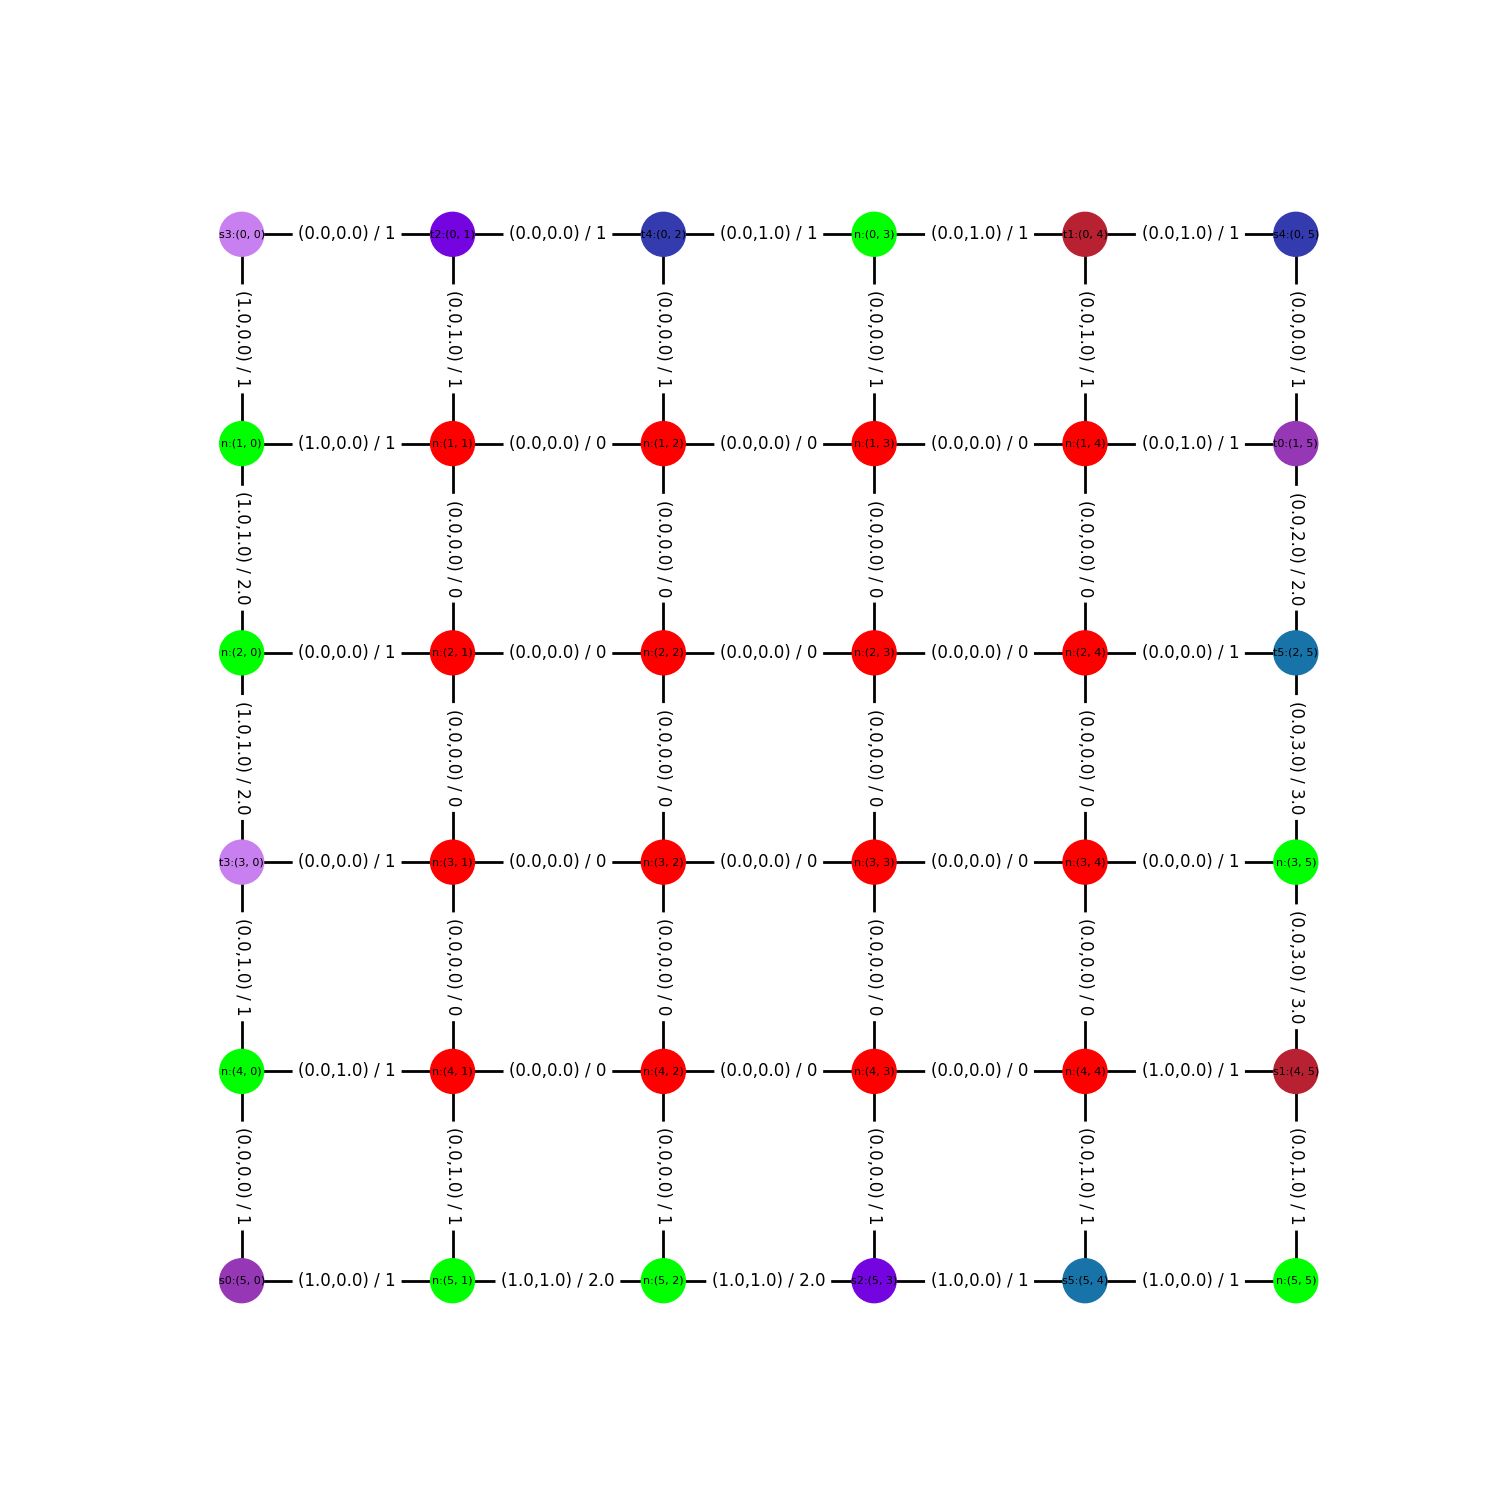 s3:(0, 0) (0.0,0.0) / 1 t2:(0, 1) (0.0,0.0) / 1 t4:(0, 2) (0.0,1.0) / 1 n:(0, 3) (0.0,1.0) / 1 t1:(0, 4) (0.0,1.0) / 1 s4:(0, 5)
(1.0,0.0) / 1 (0.0,1.0) / 1 (0.0,0.0) / 1 (0.0,0.0) / 1 (0.0,1.0) / 1 (0.0,0.0) / 1
n:(1, 0) (1.0,0.0) / 1 n:(1, 1) (0.0,0.0) / 0 n:(1, 2) (0.0,0.0) / 0 n:(1, 3) (0.0,0.0) / 0 n:(1, 4) (0.0,1.0) / 1 t0:(1, 5)
(1.0,1.0) / 2.0 (0.0,0.0) / 0 (0.0,0.0) / 0 (0.0,0.0) / 0 (0.0,0.0) / 0 (0.0,2.0) / 2.0
n:(2, 0) (0.0,0.0) / 1 n:(2, 1) (0.0,0.0) / 0 n:(2, 2) (0.0,0.0) / 0 n:(2, 3) (0.0,0.0) / 0 n:(2, 4) (0.0,0.0) / 1 t5:(2, 5)
(1.0,1.0) / 2.0 (0.0,0.0) / 0 (0.0,0.0) / 0 (0.0,0.0) / 0 (0.0,0.0) / 0 (0.0,3.0) / 3.0
t3:(3, 0) (0.0,0.0) / 1 n:(3, 1) (0.0,0.0) / 0 n:(3, 2) (0.0,0.0) / 0 n:(3, 3) (0.0,0.0) / 0 n:(3, 4) (0.0,0.0) / 1 n:(3, 5)
(0.0,1.0) / 1 (0.0,0.0) / 0 (0.0,0.0) / 0 (0.0,0.0) / 0 (0.0,0.0) / 0 (0.0,3.0) / 3.0
n:(4, 0) (0.0,1.0) / 1 n:(4, 1) (0.0,0.0) / 0 n:(4, 2) (0.0,0.0) / 0 n:(4, 3) (0.0,0.0) / 0 n:(4, 4) (1.0,0.0) / 1 s1:(4, 5)
(0.0,0.0) / 1 (0.0,1.0) / 1 (0.0,0.0) / 1 (0.0,0.0) / 1 (0.0,1.0) / 1 (0.0,1.0) / 1
s0:(5, 0) (1.0,0.0) / 1 n:(5, 1) (1.0,1.0) / 2.0 n:(5, 2) (1.0,1.0) / 2.0 s2:(5, 3) (1.0,0.0) / 1 s5:(5, 4) (1.0,0.0) / 1 n:(5, 5)